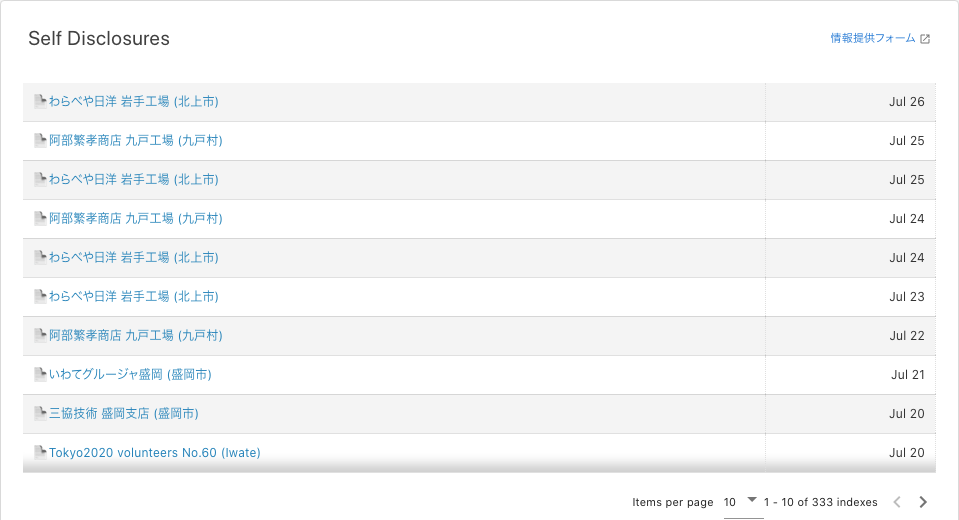 Self Disclosures
情報提供フォーム
わらべや日洋 岩手工場 (北上市) Jul 26
阿部繁孝商店 九戸工場 (九戸村) Jul 25
わらべや日洋 岩手工場 (北上市) Jul 25
阿部繁孝商店 九戸工場 (九戸村) Jul 24
わらべや日洋 岩手工場 (北上市) Jul 24
わらべや日洋 岩手工場 (北上市) Jul 23
阿部繁孝商店 九戸工場 (九戸村) Jul 22
いわてグルージャ盛岡 (盛岡市) Jul 21
三協技術 盛岡支店 (盛岡市) Jul 20
Tokyo2020 volunteers No.60 (Iwate) Jul 20
Items per page 10 1 - 10 of 333 indexes